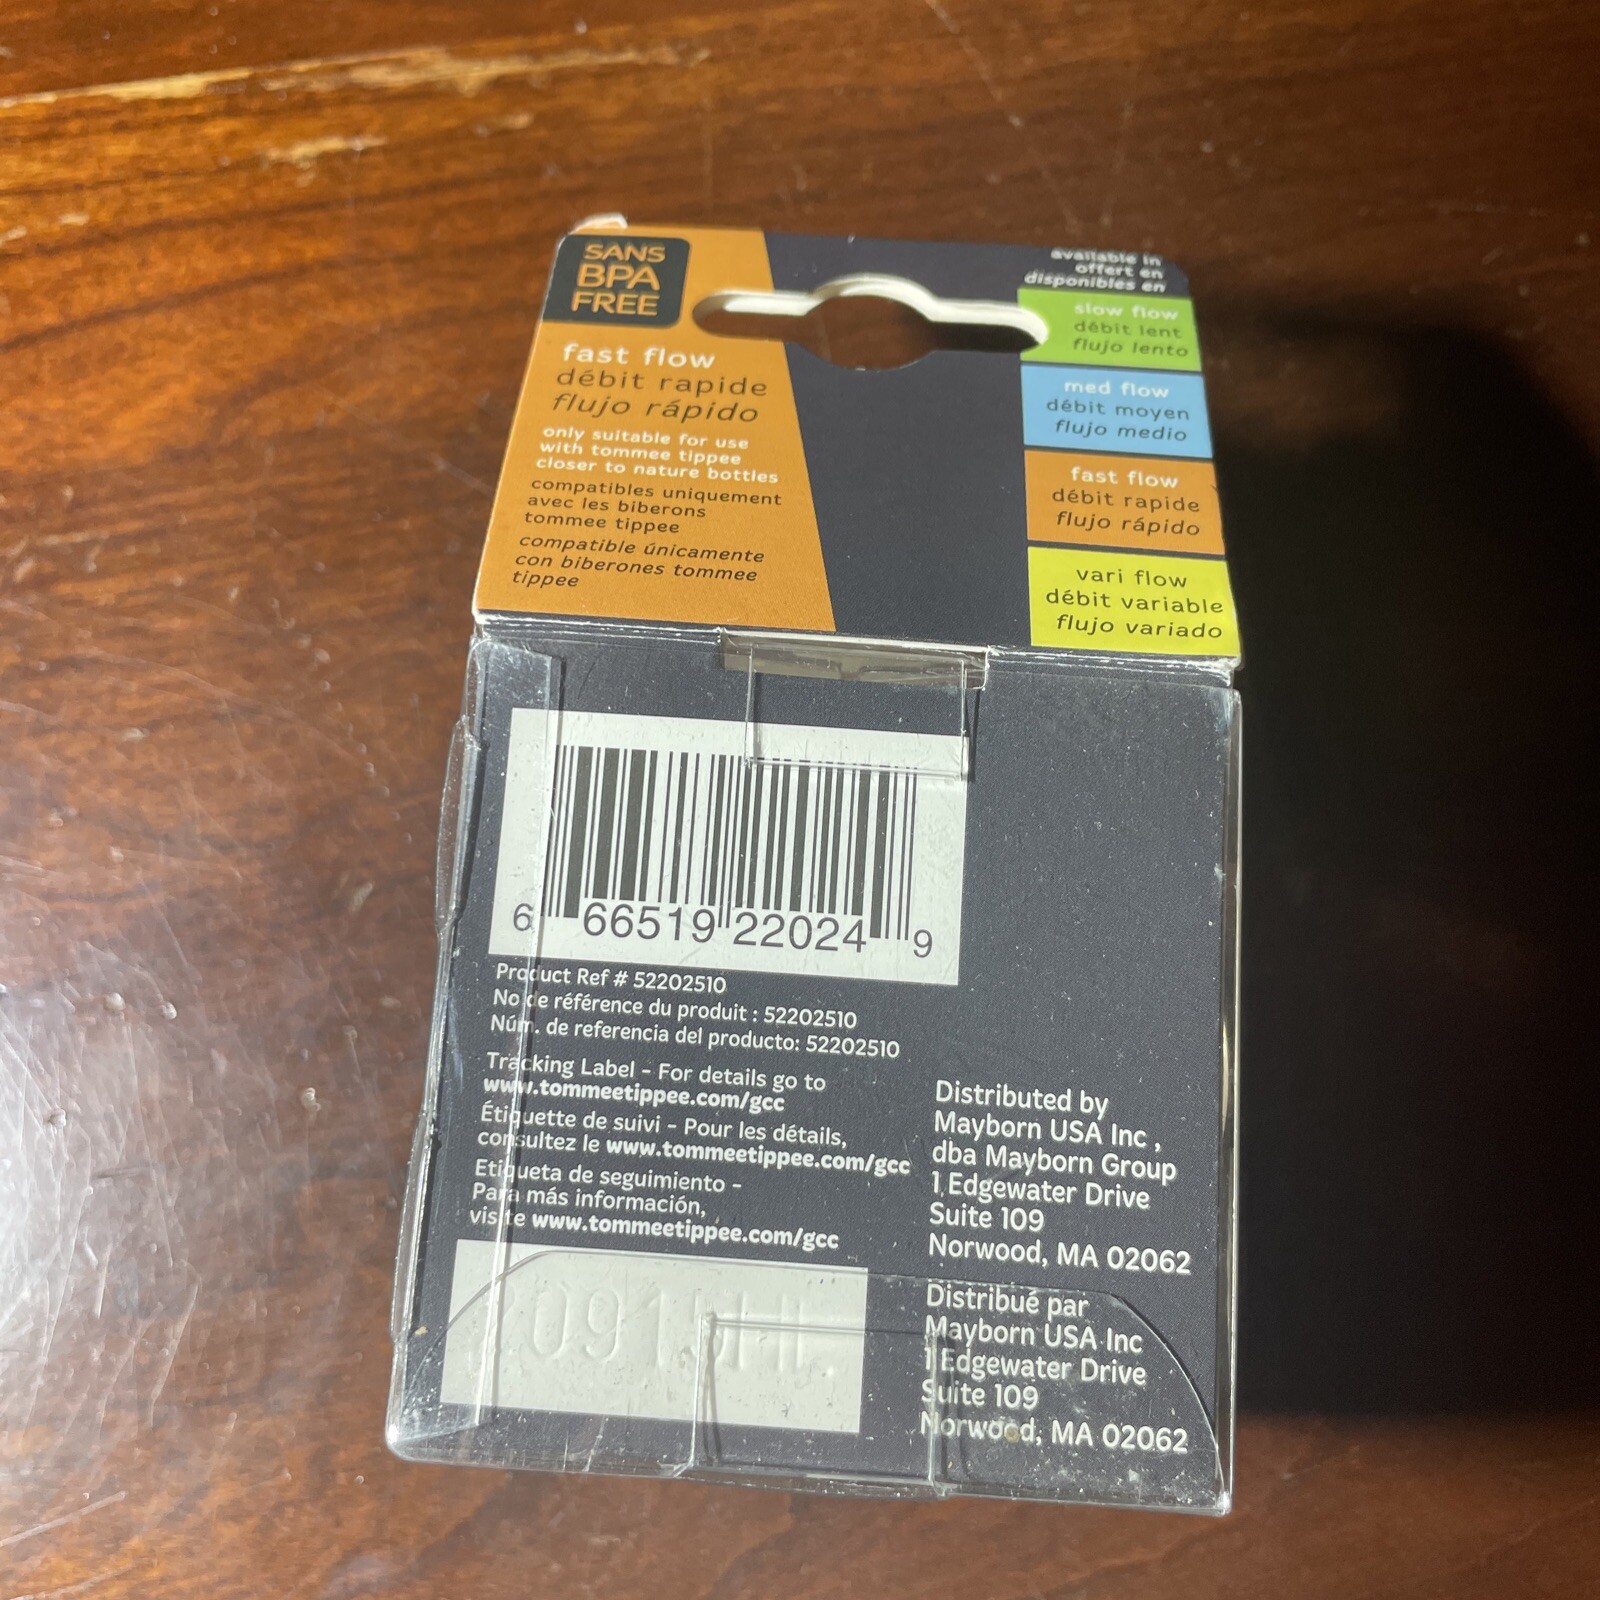 SANS
BPA
FREE
fast flow
débit rapide
flujo rápido
only suitable for use
with tommee tippee
closer to nature bottles
compatibles uniquement
avec les biberons
tommee tippee
compatible únicamente
con biberones tommee
tippee
available in
offert en
disponibles en
slow flow
débit lent
flujo lento
med flow
débit moyen
flujo medio
fast flow
débit rapide
flujo rápido
vari flow
débit variable
flujo variado
6 66519 22024 9
Product Ref # 52202510
No de référence du produit : 52202510
Núm. de referencia del producto: 52202510
Tracking Label - For details go to
www.tommeetippee.com/gcc
Étiquette de suivi - Pour les détails,
consultez le www.tommeetippee.com/gcc
Etiqueta de seguimiento -
Para más información,
visite www.tommeetippee.com/gcc
Distributed by
Mayborn USA Inc ,
dba Mayborn Group
1 Edgewater Drive
Suite 109
Norwood, MA 02062
Distribué par
Mayborn USA Inc
1 Edgewater Drive
Suite 109
Norwood, MA 02062